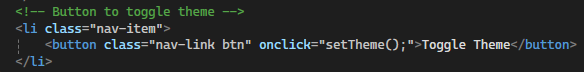 <!-- Button to toggle theme -->
<li class="nav-item">
    <button class="nav-link btn" onclick="setTheme();">Toggle Theme</button>
</li>